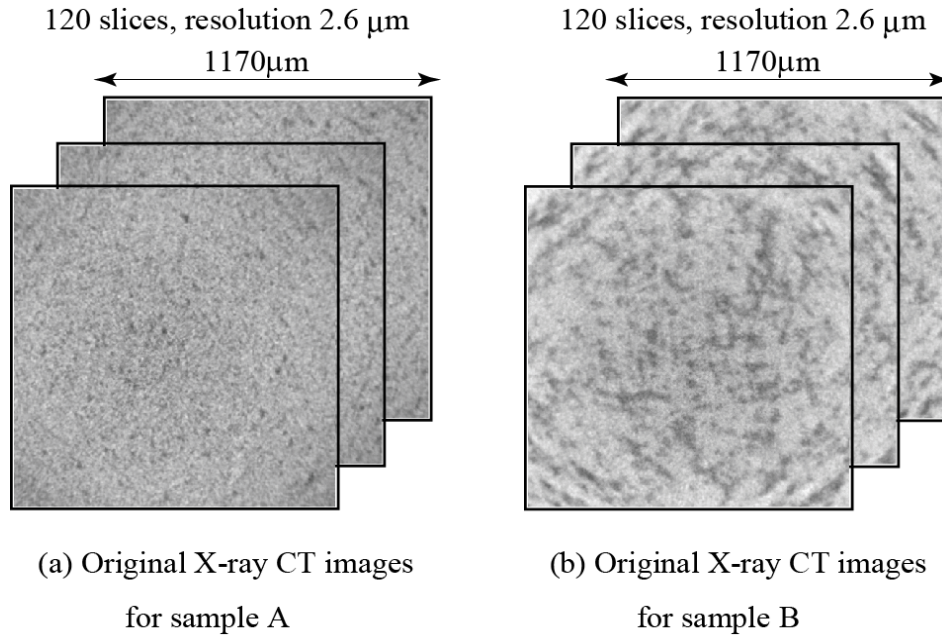 120 slices, resolution 2.6 μm
1170μm
(a) Original X-ray CT images
for sample A
120 slices, resolution 2.6 μm
1170μm
(b) Original X-ray CT images
for sample B